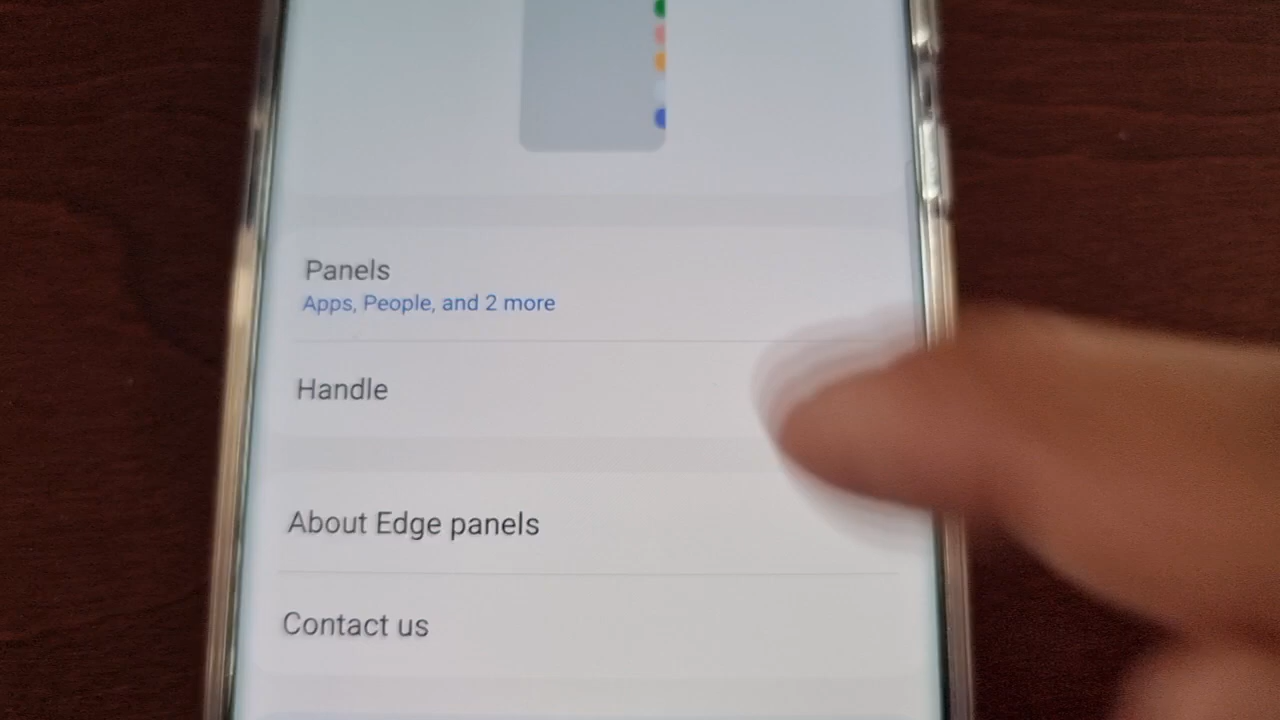 Panels
Apps, People, and 2 more
Handle
About Edge panels
Contact us